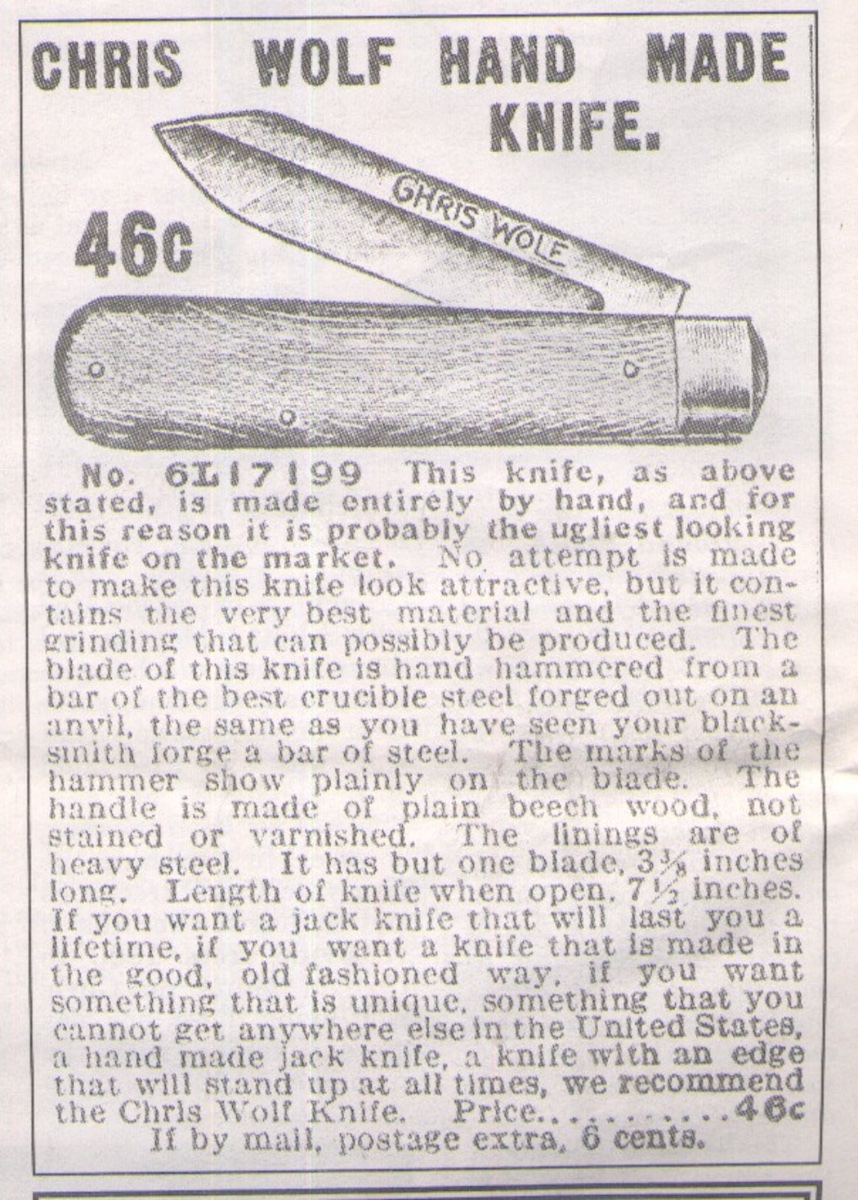 CHRIS WOLF HAND MADE
KNIFE.
CHRIS WOLF
46c
No. 6L17199 This knife, as above
stated, is made entirely by hand, and for
this reason it is probably the ugliest looking
knife on the market. No attempt is made
to make this knife look attractive, but it con-
tains the very best material and the finest
grinding that can possibly be produced. The
blade of this knife is hand hammered from a
bar of the best crucible steel forged out on an
anvil, the same as you have seen your black-
smith forge a bar of steel. The marks of the
hammer show plainly on the blade. The
handle is made of plain beech wood, not
stained or varnished. The linings are of
heavy steel. It has but one blade, 3⅜ inches
long. Length of knife when open, 7½ inches.
If you want a jack knife that will last you a
lifetime, if you want a knife that is made in
the good, old fashioned way, if you want
something that is unique, something that you
cannot get anywhere else in the United States,
a hand made jack knife, a knife with an edge
that will stand up at all times, we recommend
the Chris Wolf Knife. Price............46c
If by mail, postage extra, 6 cents.